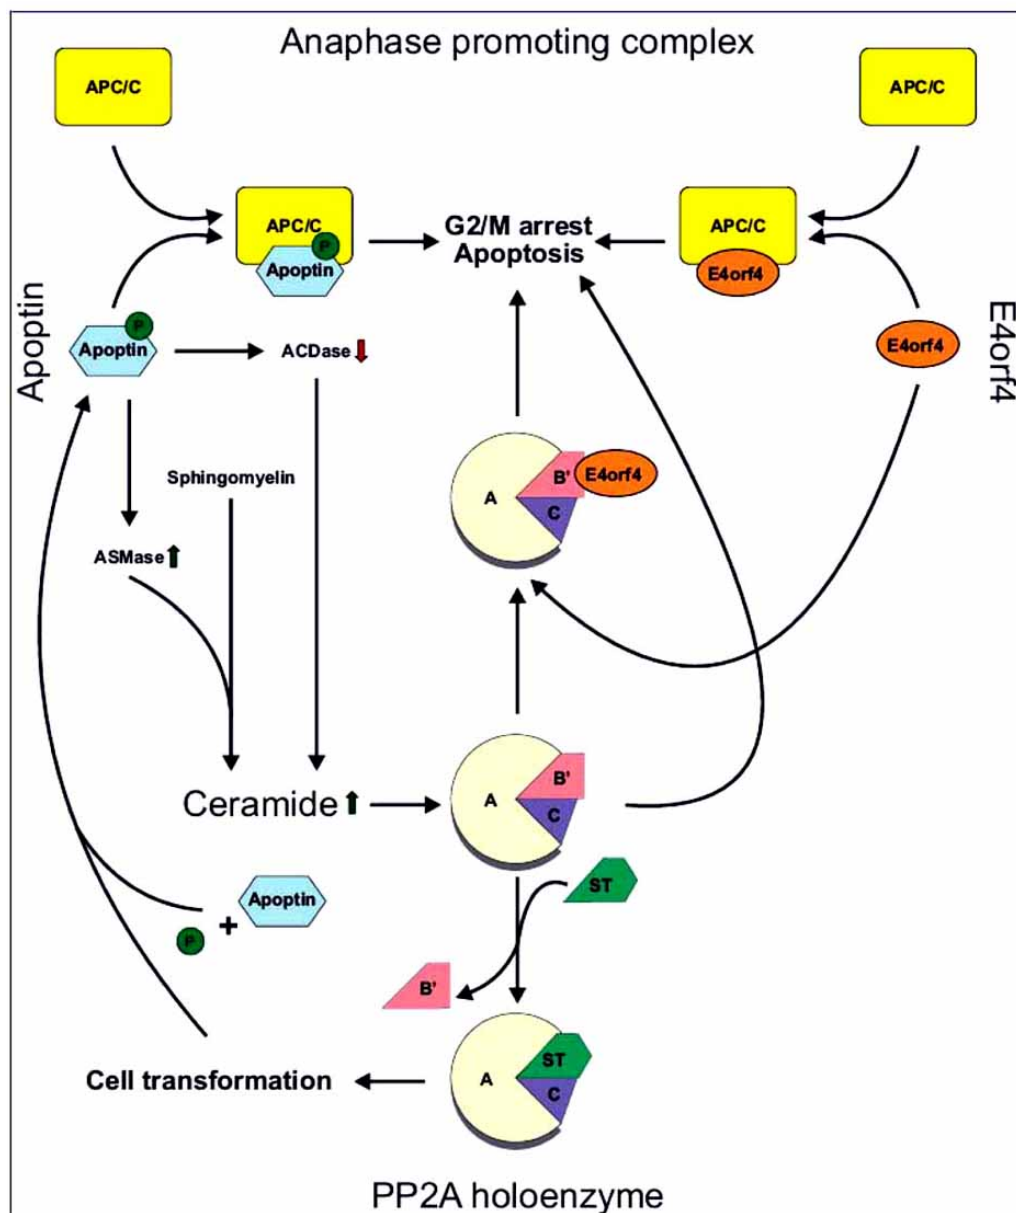 Anaphase promoting complex
APC/C
APC/C
APC/C
P
Apoptin
G2/M arrest
Apoptosis
APC/C
E4orf4
Apoptin
P
Apoptin
ACDase
E4orf4
E4orf4
Sphingomyelin
A
B'
C
E4orf4
ASMase
Ceramide
A
B'
C
ST
Apoptin
P
+
B'
A
ST
C
Cell transformation
PP2A holoenzyme